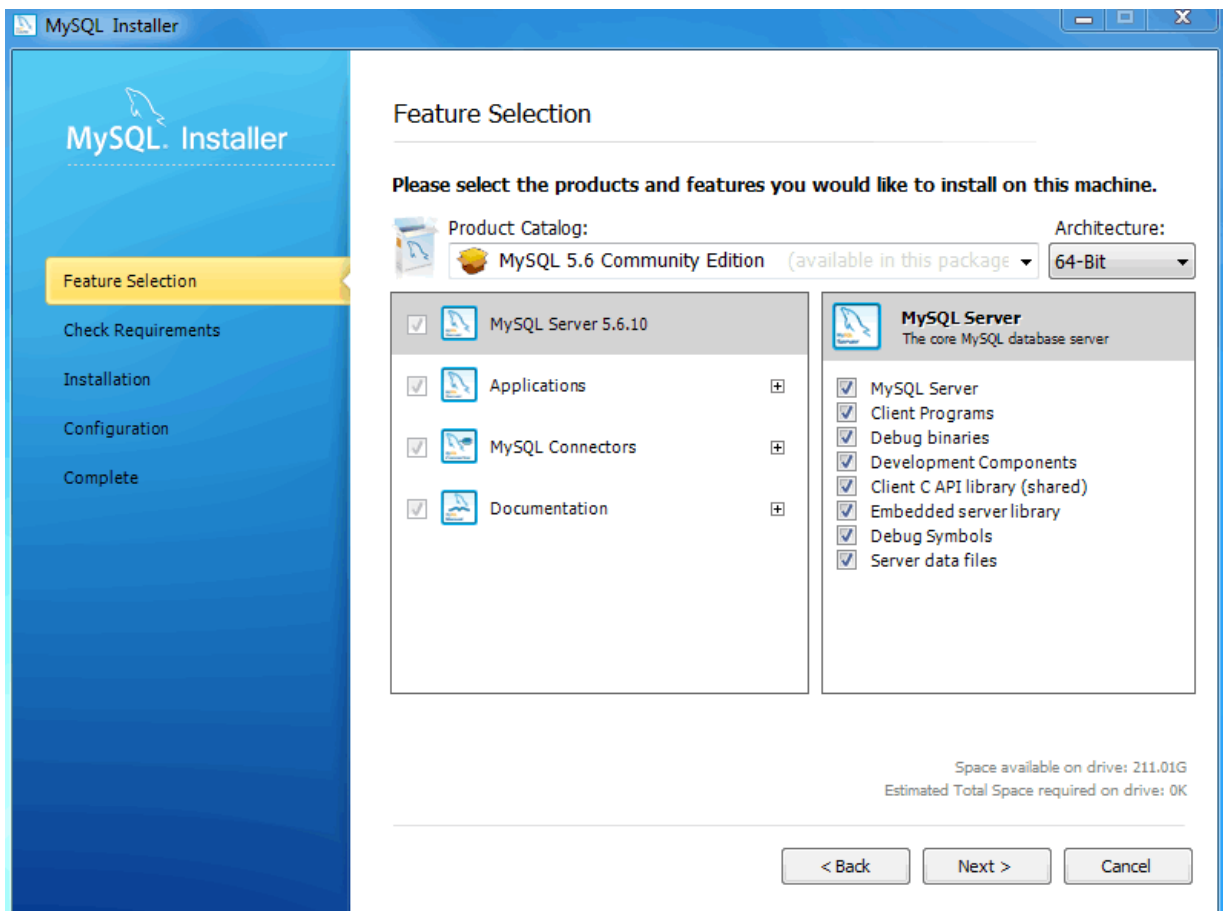 MySQL Installer
MySQL. Installer
Feature Selection
Check Requirements
Installation
Configuration
Complete
Feature Selection
Please select the products and features you would like to install on this machine.
Product Catalog:
Architecture:
MySQL 5.6 Community Edition (available in this package
64-Bit
MySQL Server 5.6.10
Applications
MySQL Connectors
Documentation
MySQL Server
The core MySQL database server
MySQL Server
Client Programs
Debug binaries
Development Components
Client C API library (shared)
Embedded server library
Debug Symbols
Server data files
Space available on drive: 211.01G
Estimated Total Space required on drive: 0K
< Back
Next >
Cancel